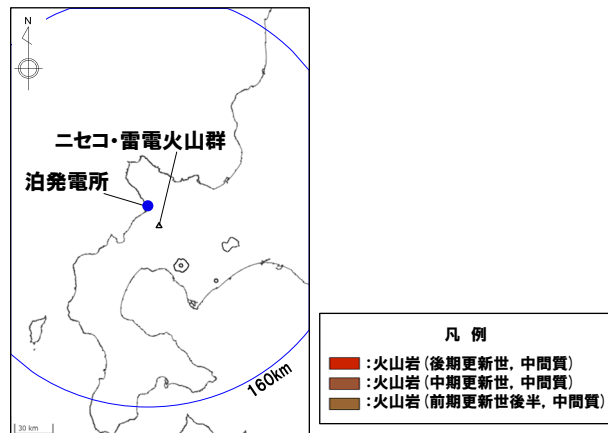 N
ニセコ・雷電火山群
泊発電所
160km
30 km
凡 例
:火山岩(後期更新世, 中間質)
:火山岩(中期更新世, 中間質)
:火山岩(前期更新世後半, 中間質)